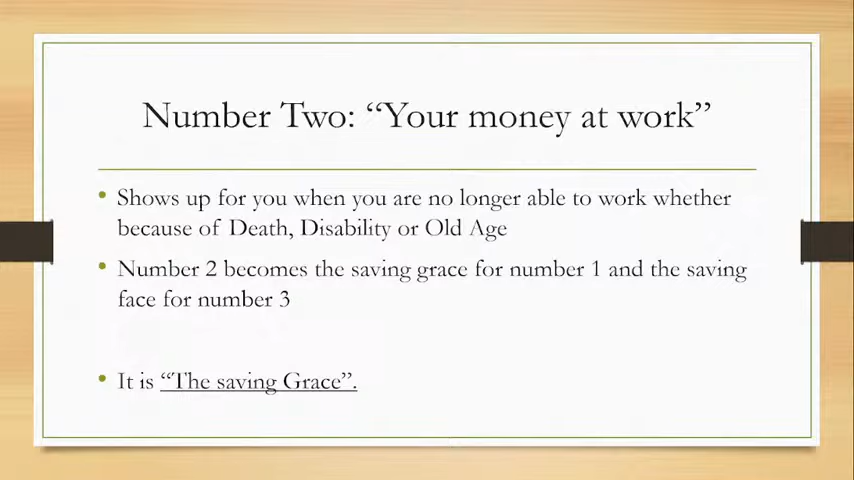 Number Two: “Your money at work”
• Shows up for you when you are no longer able to work whether
because of Death, Disability or Old Age
• Number 2 becomes the saving grace for number 1 and the saving
face for number 3
• It is “The saving Grace”.